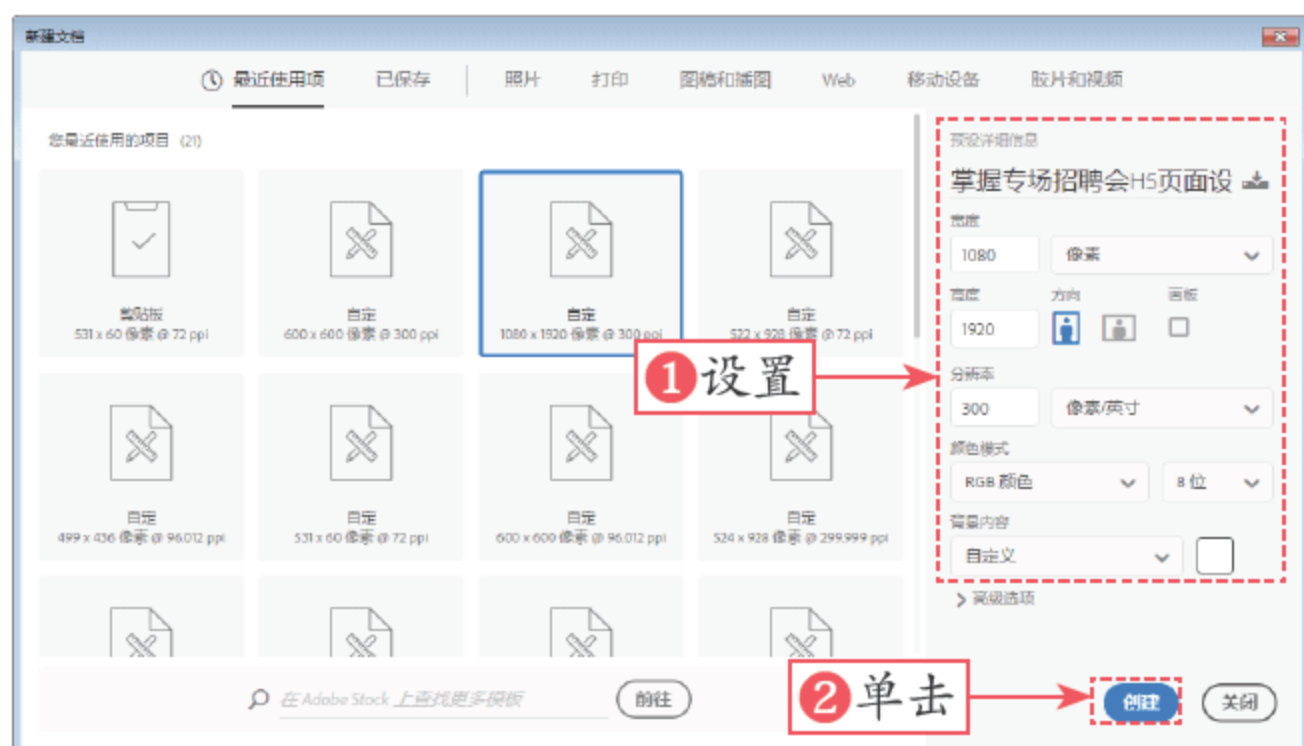 新建文档
最近使用项 已保存 照片 打印 图稿和插图 Web 移动设备 胶片和视频
您最近使用的项目 (21)
剪贴板
531 x 60 像素 @ 72 ppi
自定
600 x 600 像素 @ 300 ppi
自定
1080 x 1920 像素 @ 300 ppi
自定
522 x 928 像素 @ 72 ppi
自定
499 x 436 像素 @ 96.012 ppi
自定
531 x 60 像素 @ 72 ppi
自定
600 x 600 像素 @ 96.012 ppi
自定
524 x 928 像素 @ 299.999 ppi
在 Adobe Stock 上查找更多模板 前往
预设详细信息
掌握专场招聘会H5页面设
宽度
1080 像素
高度 方向 画板
1920
分辨率
300 像素/英寸
颜色模式
RGB 颜色 8 位
背景内容
自定义
高级选项
1 设置
2 单击
创建 关闭